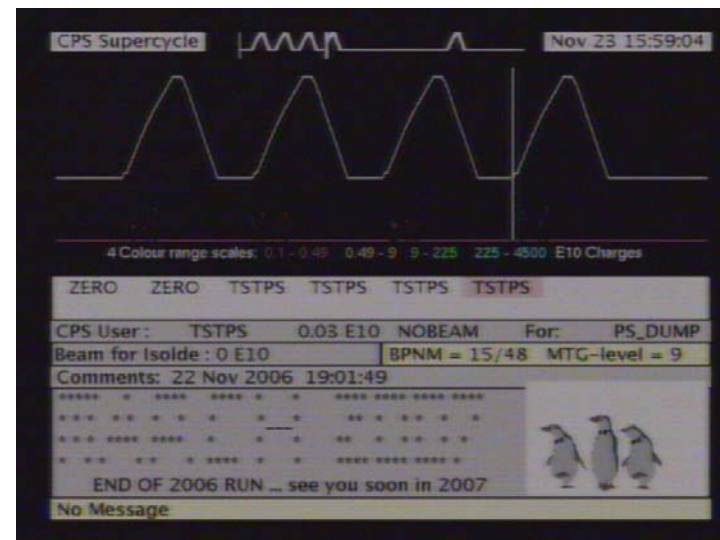 CPS Supercycle
Nov 23 15:59:04
4 Colour range scales: 0.1 - 0.49 0.49 - 9 9 - 225 225 - 4500 E10 Charges
ZERO ZERO TSTPS TSTPS TSTPS TSTPS
CPS User : TSTPS 0.03 E10 NOBEAM For: PS_DUMP
Beam for Isolde : 0 E10 BPNM = 15/48 MTG-level = 9
Comments: 22 Nov 2006 19:01:49
END OF 2006 RUN ... see you soon in 2007
No Message